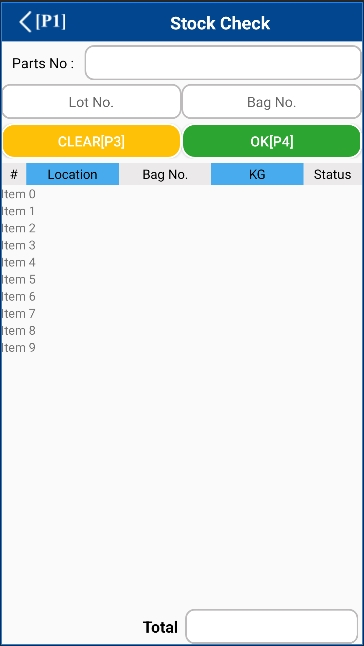 [P1] Stock Check
Parts No :
Lot No. Bag No.
CLEAR[P3] OK[P4]
# Location Bag No. KG Status
Item 0
Item 1
Item 2
Item 3
Item 4
Item 5
Item 6
Item 7
Item 8
Item 9
Total